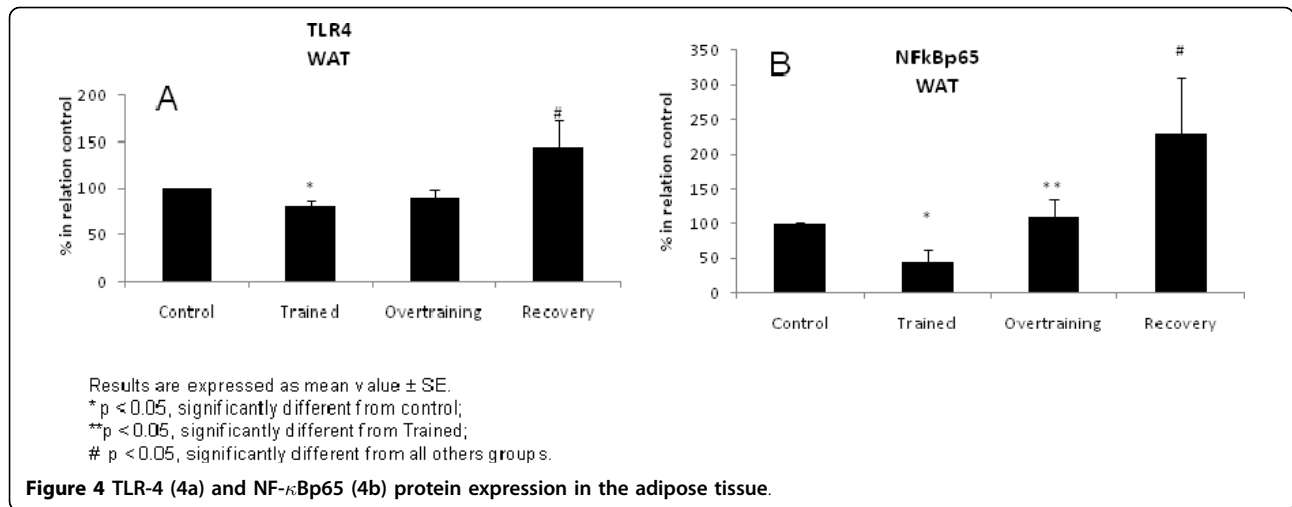 TLR4
WAT
A
% in relation control
200
150
100
50
0
#
*
Control Trained Overtraining Recovery
NFkBp65
WAT
B
% in relation control
350
300
250
200
150
100
50
0
#
**
*
Control Trained Overtraining Recovery
Results are expressed as mean value ± SE.
* p <0.05, significantly different from control;
**p <0.05, significantly different from Trained;
# p <0.05, significantly different from all others groups.
Figure 4 TLR-4 (4a) and NF-κBp65 (4b) protein expression in the adipose tissue.